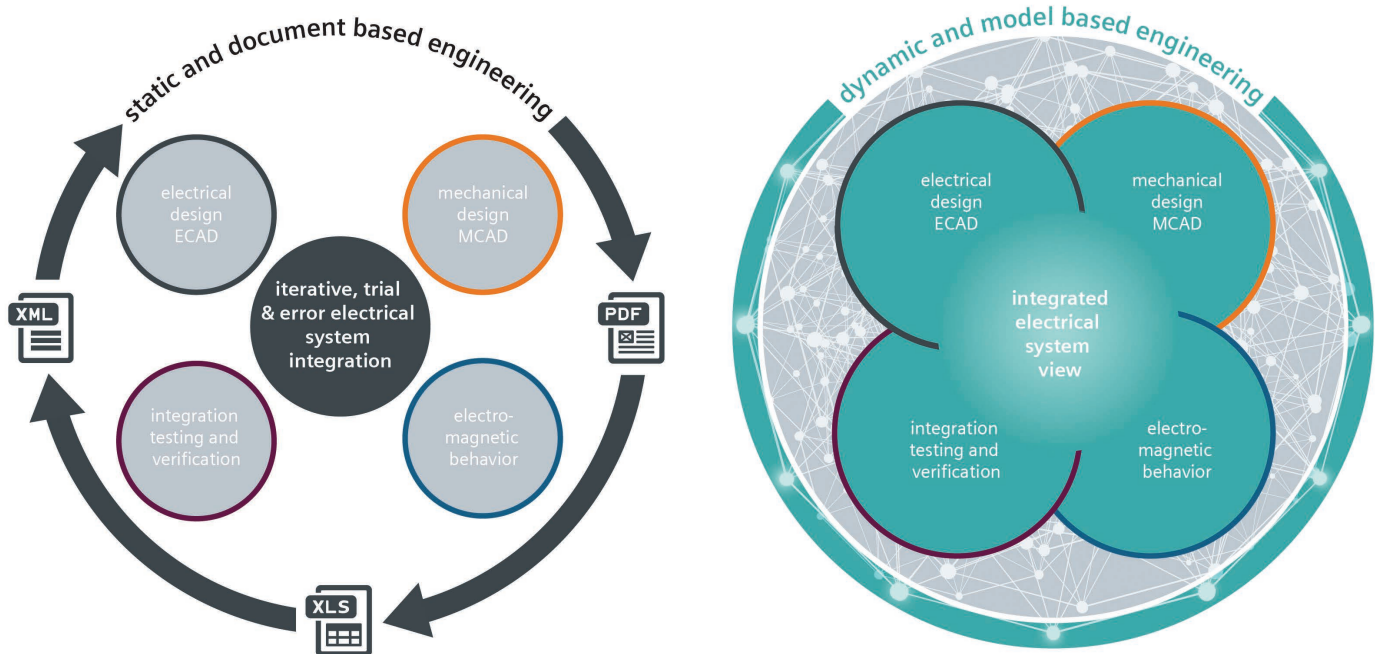 static and document based engineering
electrical
design
ECAD
mechanical
design
MCAD
iterative, trial
& error electrical
system
integration
XML
PDF
integration
testing and
verification
electro-
magnetic
behavior
XLS
dynamic and model based engineering
electrical
design
ECAD
mechanical
design
MCAD
integrated
electrical
system
view
integration
testing and
verification
electro-
magnetic
behavior